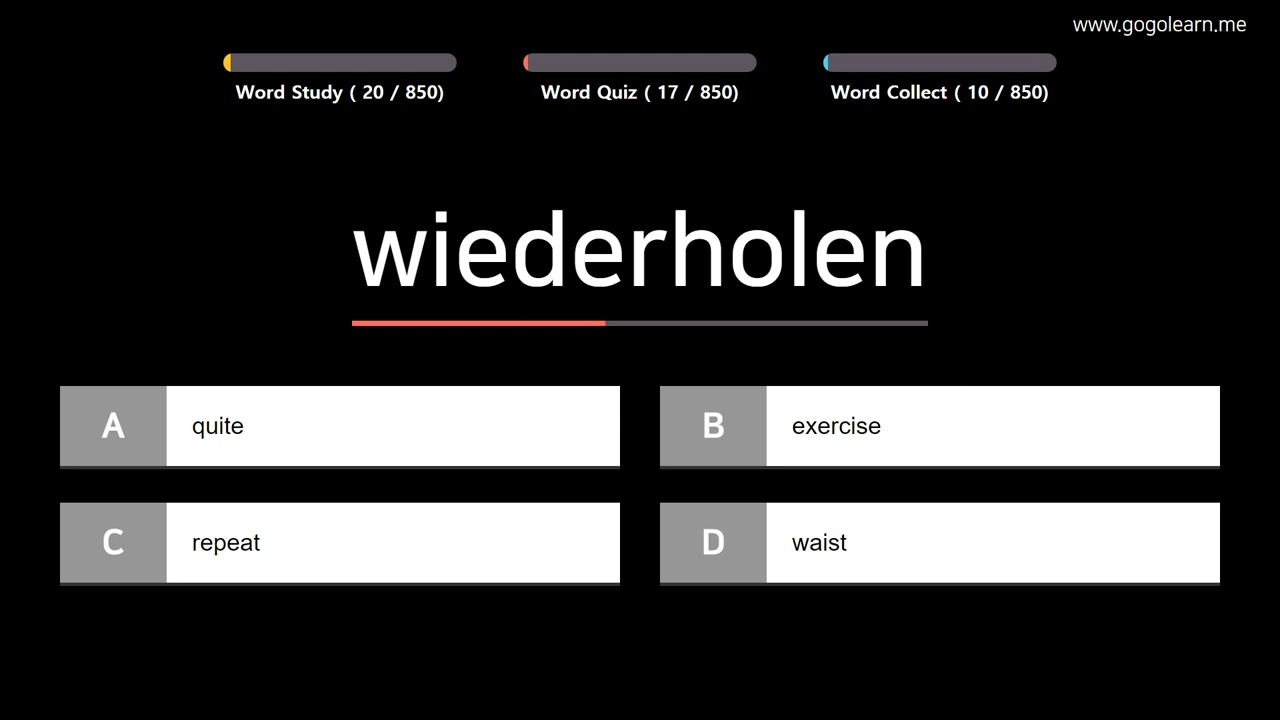 www.gogolearn.me
Word Study ( 20 / 850)
Word Quiz ( 17 / 850)
Word Collect ( 10 / 850)
wiederholen
A quite
B exercise
C repeat
D waist